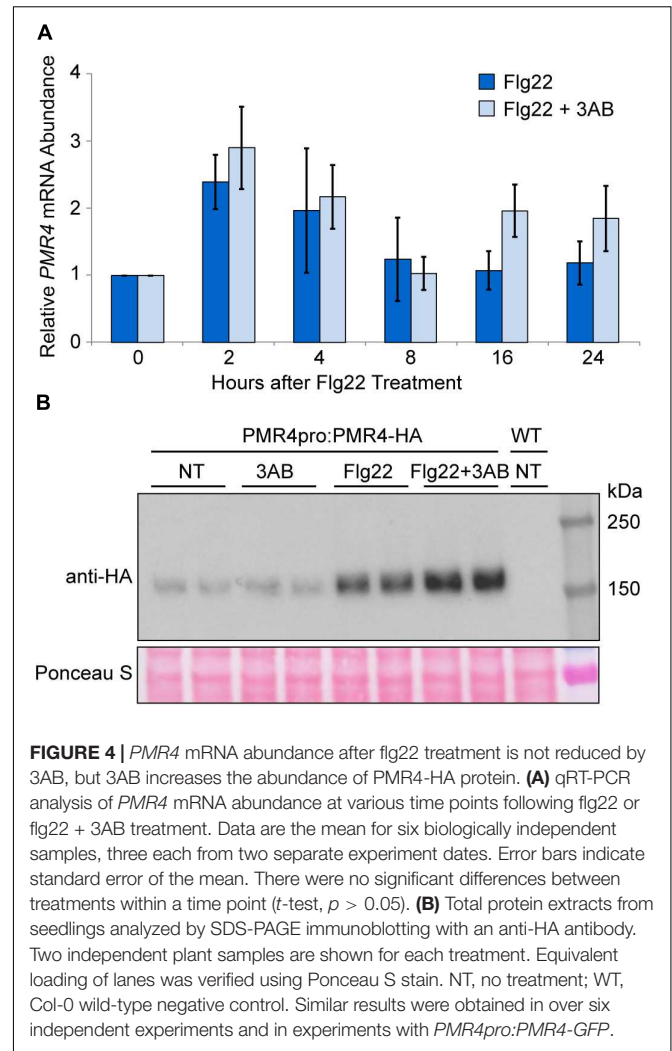 A
Relative PMR4 mRNA Abundance
4
3
2
1
0
Flg22
Flg22 + 3AB
0 2 4 8 16 24
Hours after Flg22 Treatment
B
PMR4pro:PMR4-HA WT
NT 3AB Flg22 Flg22+3AB NT
kDa
250
anti-HA
150
Ponceau S
FIGURE 4 | PMR4 mRNA abundance after flg22 treatment is not reduced by
3AB, but 3AB increases the abundance of PMR4-HA protein. (A) qRT-PCR
analysis of PMR4 mRNA abundance at various time points following flg22 or
flg22 + 3AB treatment. Data are the mean for six biologically independent
samples, three each from two separate experiment dates. Error bars indicate
standard error of the mean. There were no significant differences between
treatments within a time point (t-test, p > 0.05). (B) Total protein extracts from
seedlings analyzed by SDS-PAGE immunoblotting with an anti-HA antibody.
Two independent plant samples are shown for each treatment. Equivalent
loading of lanes was verified using Ponceau S stain. NT, no treatment; WT,
Col-0 wild-type negative control. Similar results were obtained in over six
independent experiments and in experiments with PMR4pro:PMR4-GFP.